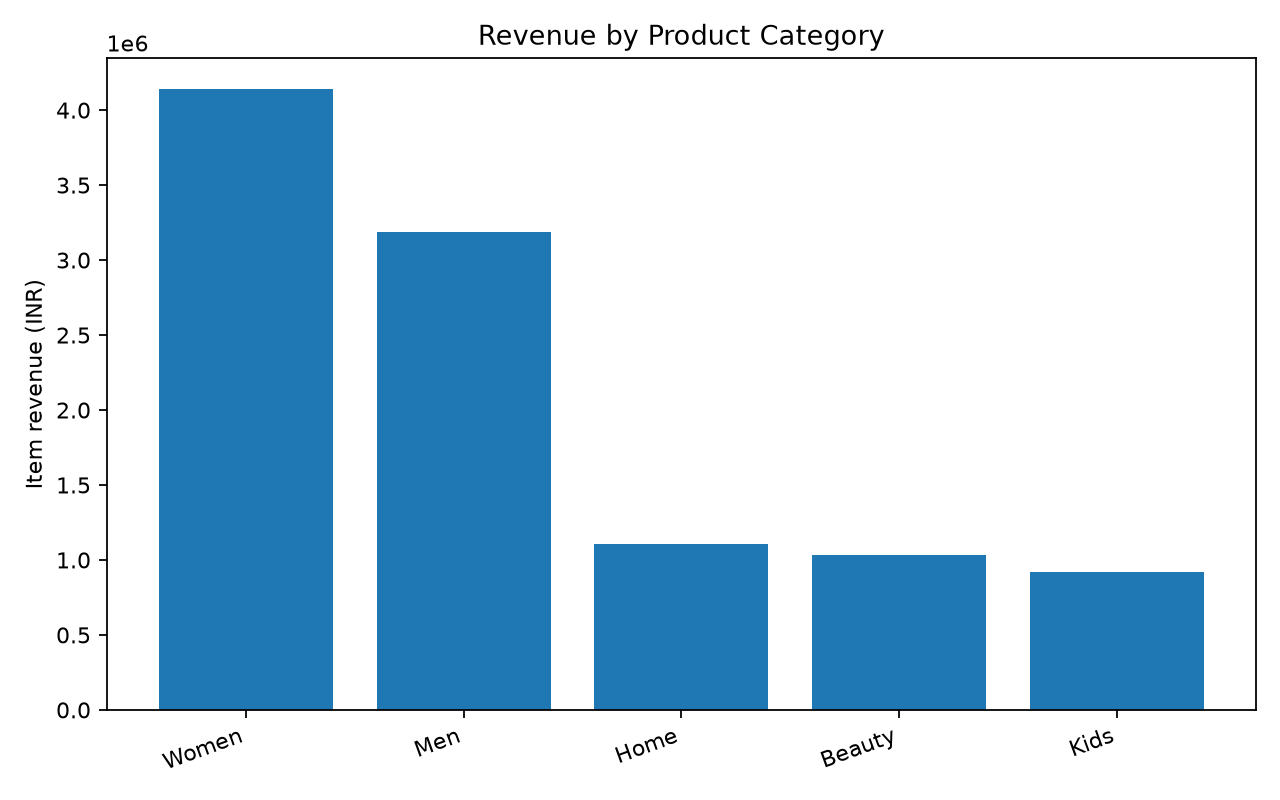 Revenue by Product Category
1e6
Item revenue (INR)
4.0
3.5
3.0
2.5
2.0
1.5
1.0
0.5
0.0
Women
Men
Home
Beauty
Kids